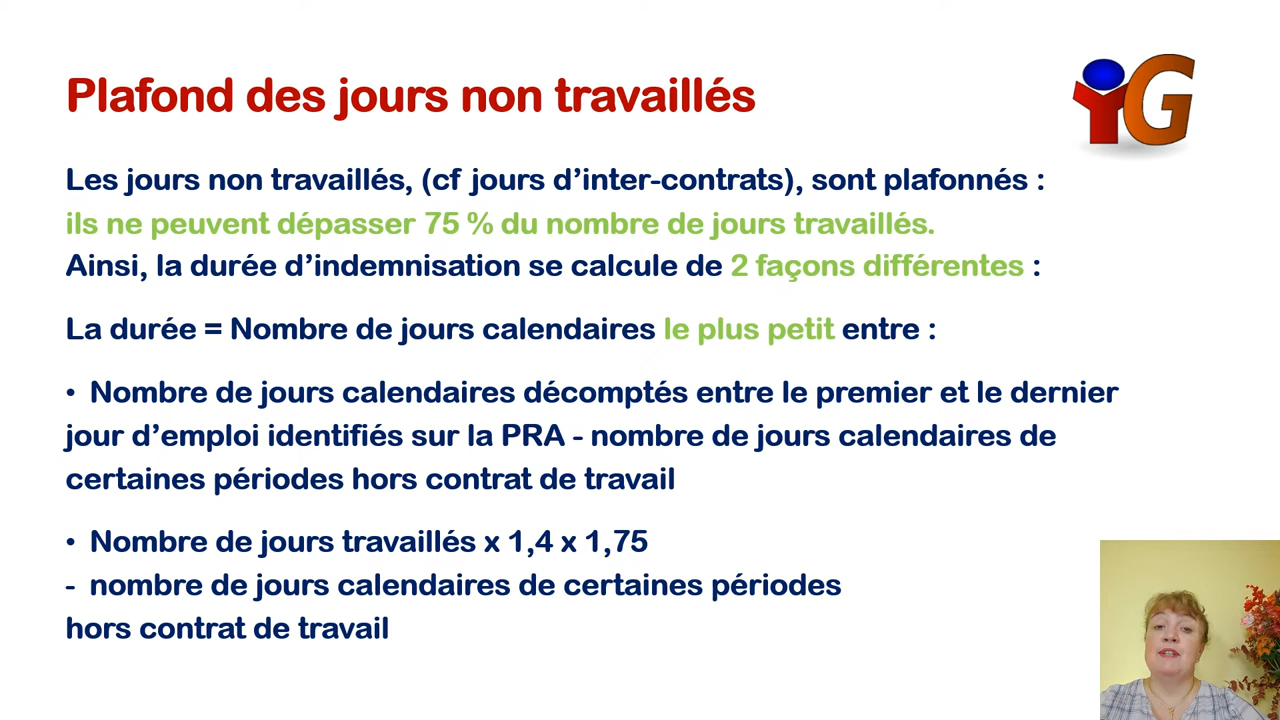 Plafond des jours non travaillés
iG
Les jours non travaillés, (cf jours d’inter-contrats), sont plafonnés :
ils ne peuvent dépasser 75 % du nombre de jours travaillés.
Ainsi, la durée d’indemnisation se calcule de 2 façons différentes :
La durée = Nombre de jours calendaires le plus petit entre :
• Nombre de jours calendaires décomptés entre le premier et le dernier
jour d’emploi identifiés sur la PRA - nombre de jours calendaires de
certaines périodes hors contrat de travail
• Nombre de jours travaillés x 1,4 x 1,75
- nombre de jours calendaires de certaines périodes
hors contrat de travail